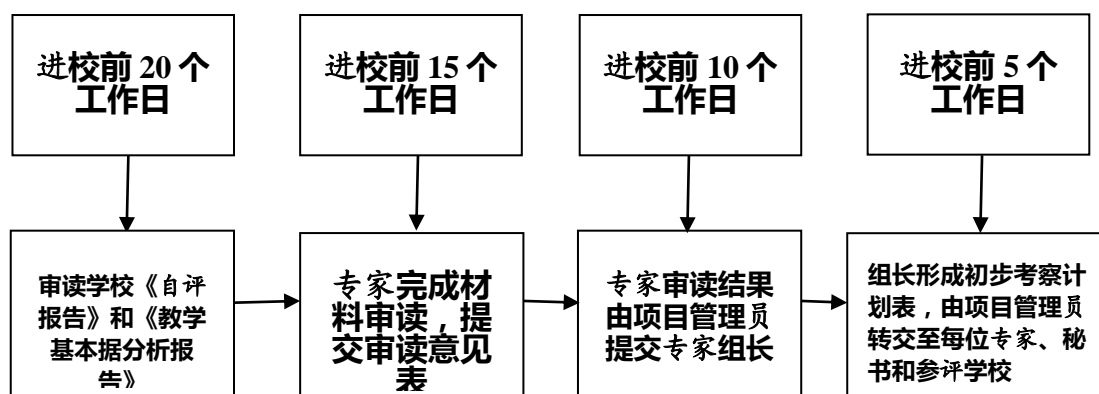 进校前 20 个
工作日
进校前 15 个
工作日
进校前 10 个
工作日
进校前 5 个
工作日
审读学校《自评
报告》和《教学
基本据分析报
告》
专家完成材
料审读，提
交审读意见
表
专家审读结果
由项目管理员
提交专家组长
组长形成初步考察计
划表，由项目管理员
转交至每位专家、秘
书和参评学校